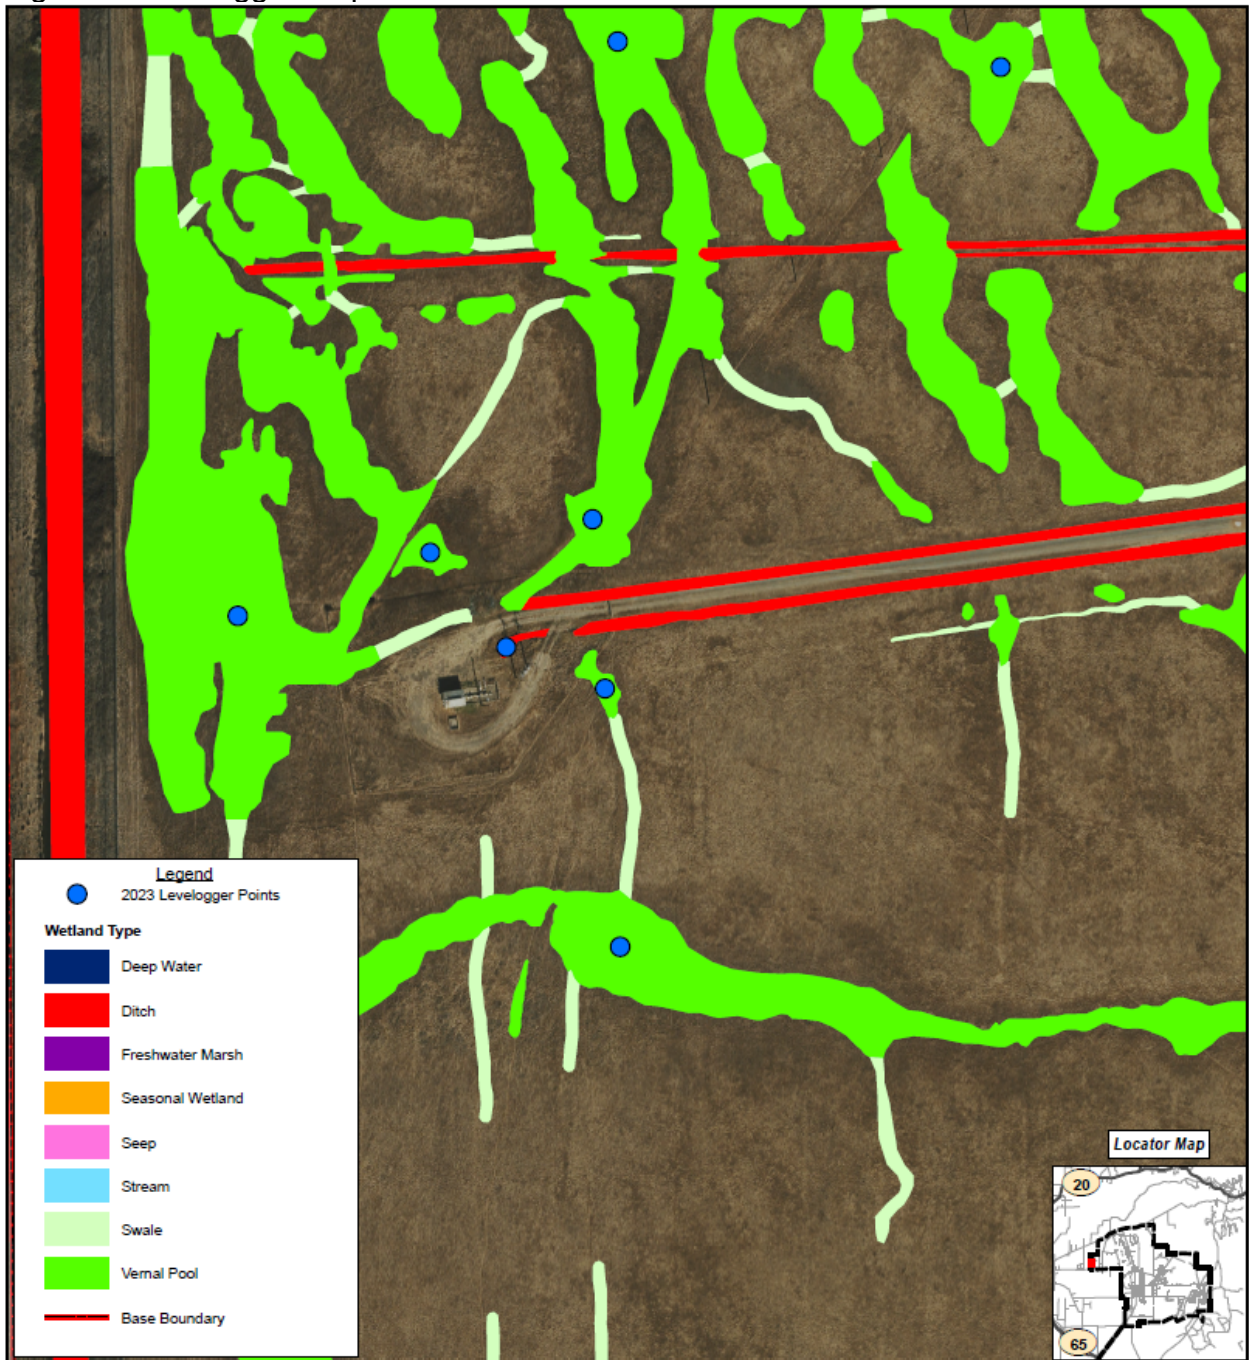 Legend
2023 Levelogger Points
Wetland Type
Deep Water
Ditch
Freshwater Marsh
Seasonal Wetland
Seep
Stream
Swale
Vernal Pool
Base Boundary
Locator Map
20
65